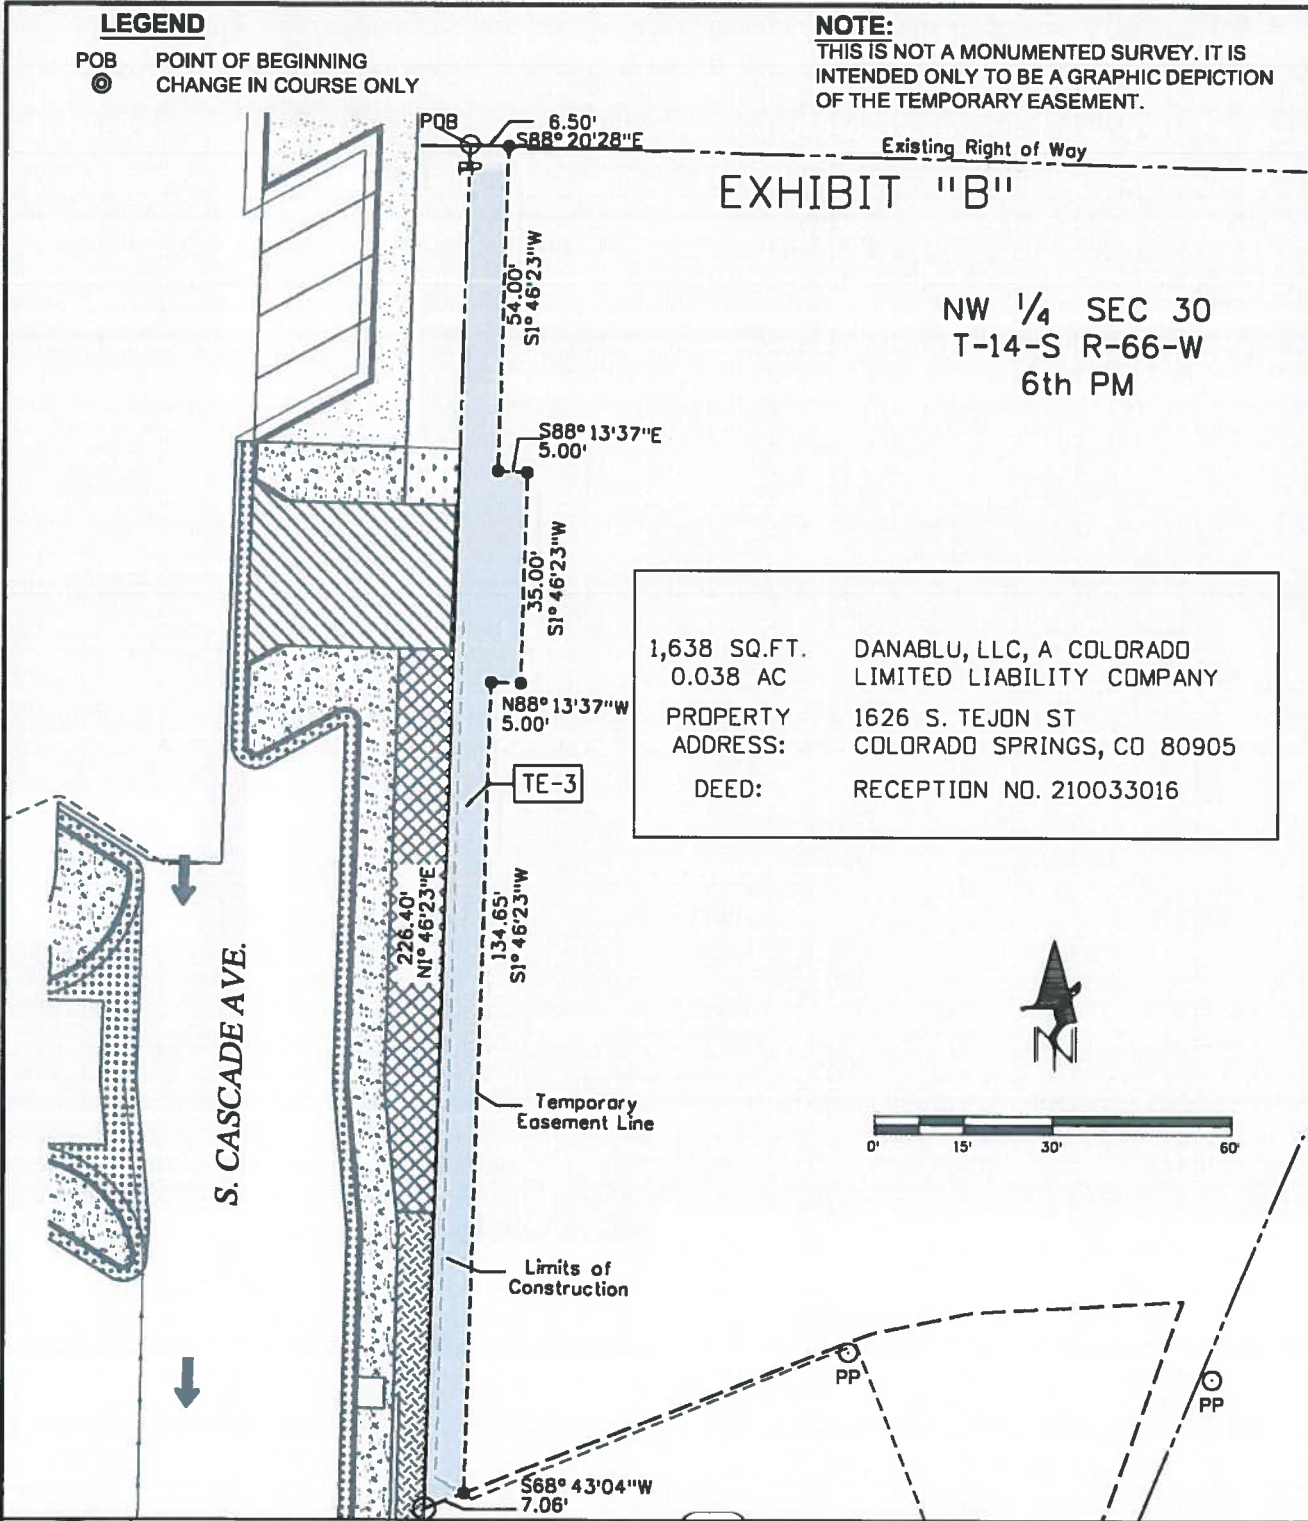 LEGEND
POB POINT OF BEGINNING
CHANGE IN COURSE ONLY
NOTE:
THIS IS NOT A MONUMENTED SURVEY. IT IS
INTENDED ONLY TO BE A GRAPHIC DEPICTION
OF THE TEMPORARY EASEMENT.
POB
6.50'
S88°20'28"E
Existing Right of Way
PP
EXHIBIT "B"
54.00'
S1°46'23"W
NW 1/4 SEC 30
T-14-S R-66-W
6th PM
S88°13'37"E
5.00'
35.00'
S1°46'23"W
1,638 SQ.FT. DANABLU, LLC, A COLORADO
0.038 AC LIMITED LIABILITY COMPANY
PROPERTY 1626 S. TEJON ST
ADDRESS: COLORADO SPRINGS, CO 80905
DEED: RECEPTION NO. 210033016
N88°13'37"W
5.00'
TE-3
226.40'
N1°46'23"E
134.65'
S1°46'23"W
S. CASCADE AVE.
N
Temporary
Easement Line
0' 15' 30' 60'
Limits of
Construction
PP
PP
S68°43'04"W
7.06'